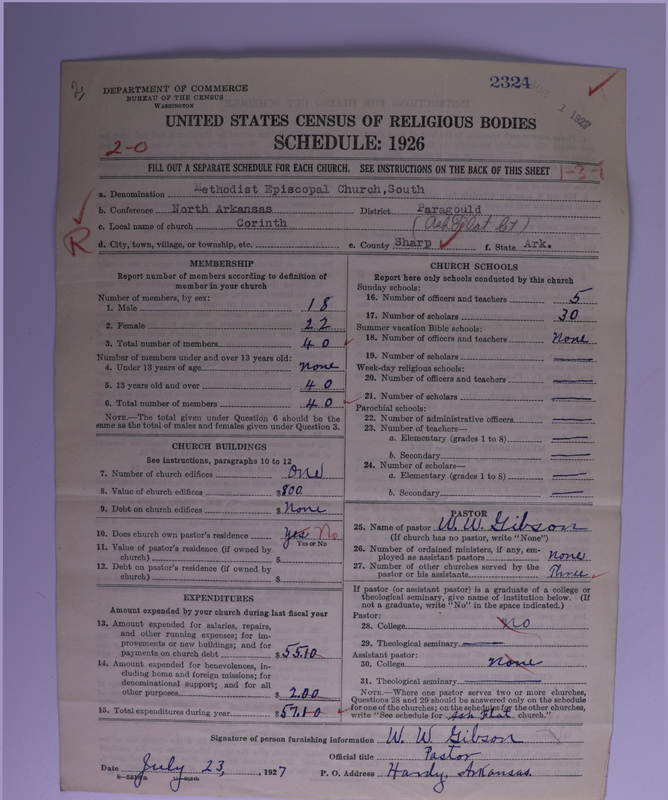 DEPARTMENT OF COMMERCE
BUREAU OF THE CENSUS
WASHINGTON
2324
1 1927
UNITED STATES CENSUS OF RELIGIOUS BODIES
SCHEDULE: 1926
2-0
FILL OUT A SEPARATE SCHEDULE FOR EACH CHURCH. SEE INSTRUCTIONS ON THE BACK OF THIS SHEET
1-3-1
a. Denomination Methodist Episcopal Church,South
b. Conference North Arkansas District Paragould
c. Local name of church Corinth (Ash Flat Ct)
R
d. City, town, village, or township, etc. e. County Sharp f. State Ark.
MEMBERSHIP
Report number of members according to definition of
member in your church
Number of members, by sex:
1. Male 18
2. Female 22
3. Total number of members 40
Number of members under and over 13 years old:
4. Under 13 years of age None
5. 13 years old and over 40
6. Total number of members 40
NOTE.—The total given under Question 6 should be the
same as the total of males and females given under Question 3.
CHURCH BUILDINGS
See instructions, paragraphs 10 to 12
7. Number of church edifices One
8. Value of church edifices $800
9. Debt on church edifices $None
10. Does church own pastor's residence Yes No
Yes or No
11. Value of pastor's residence (if owned by
church) $
12. Debt on pastor's residence (if owned by
church) $
EXPENDITURES
Amount expended by your church during last fiscal year
13. Amount expended for salaries, repairs,
and other running expenses; for im-
provements or new buildings; and for
payments on church debt $55.10
14. Amount expended for benevolences, in-
cluding home and foreign missions; for
denominational support; and for all
other purposes $2.00
15. Total expenditures during year $57.10
CHURCH SCHOOLS
Report here only schools conducted by this church
Sunday schools:
16. Number of officers and teachers 5
17. Number of scholars 30
Summer vacation Bible schools:
18. Number of officers and teachers None
19. Number of scholars
Week-day religious schools:
20. Number of officers and teachers
21. Number of scholars
Parochial schools:
22. Number of administrative officers
23. Number of teachers—
a. Elementary (grades 1 to 8)
b. Secondary
24. Number of scholars—
a. Elementary (grades 1 to 8)
b. Secondary
PASTOR
25. Name of pastor W. W. Gibson
(If church has no pastor, write "None")
26. Number of ordained ministers, if any, em-
ployed as assistant pastors None
27. Number of other churches served by the
pastor or his assistants Three
If pastor (or assistant pastor) is a graduate of a college or
theological seminary, give name of institution below. (If
not a graduate, write "No" in the space indicated.)
Pastor:
28. College No
29. Theological seminary
Assistant pastor:
30. College None
31. Theological seminary
NOTE.—Where one pastor serves two or more churches,
Questions 28 and 29 should be answered only on the schedule
for one of the churches; on the schedules for the other churches,
write "See schedule for Ash Flat church."
Signature of person furnishing information W. W. Gibson
Official title Pastor
Date July 23, 1927 P. O. Address Hardy, Arkansas.